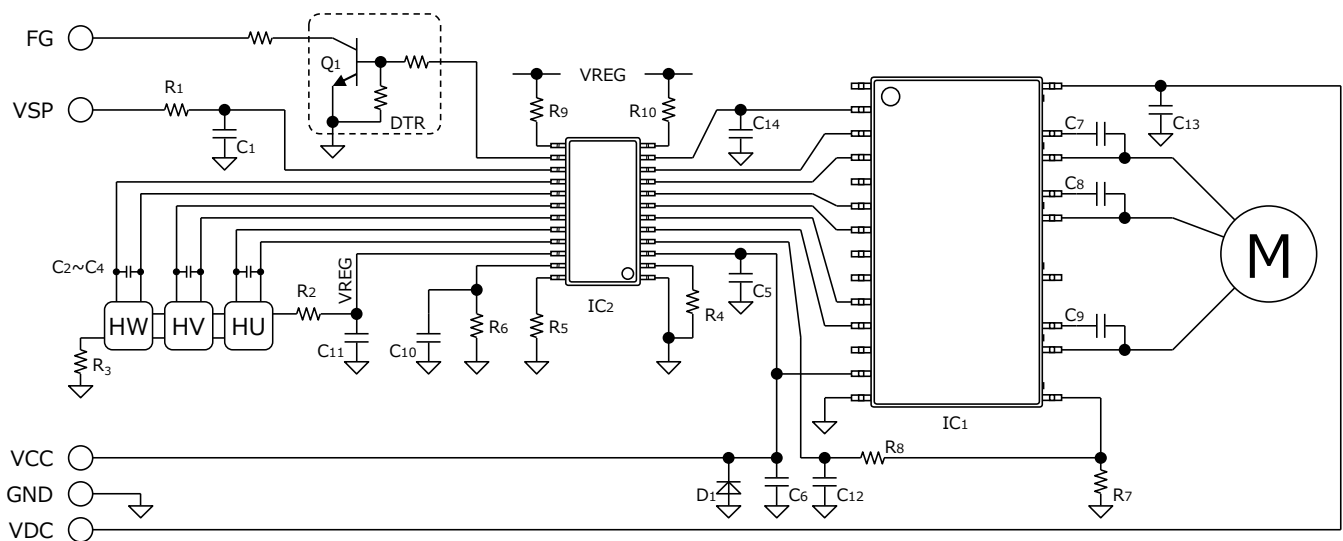 FG
Q1
DTR
VSP
R1
C1
VREG
R9
R10
C14
C13
C7
C8
C9
M
C2~C4
HW
HV
HU
R2
VREG
R3
C11
C10
R6
R5
IC2
R4
C5
IC1
VCC
GND
VDC
D1
C6
C12
R8
R7